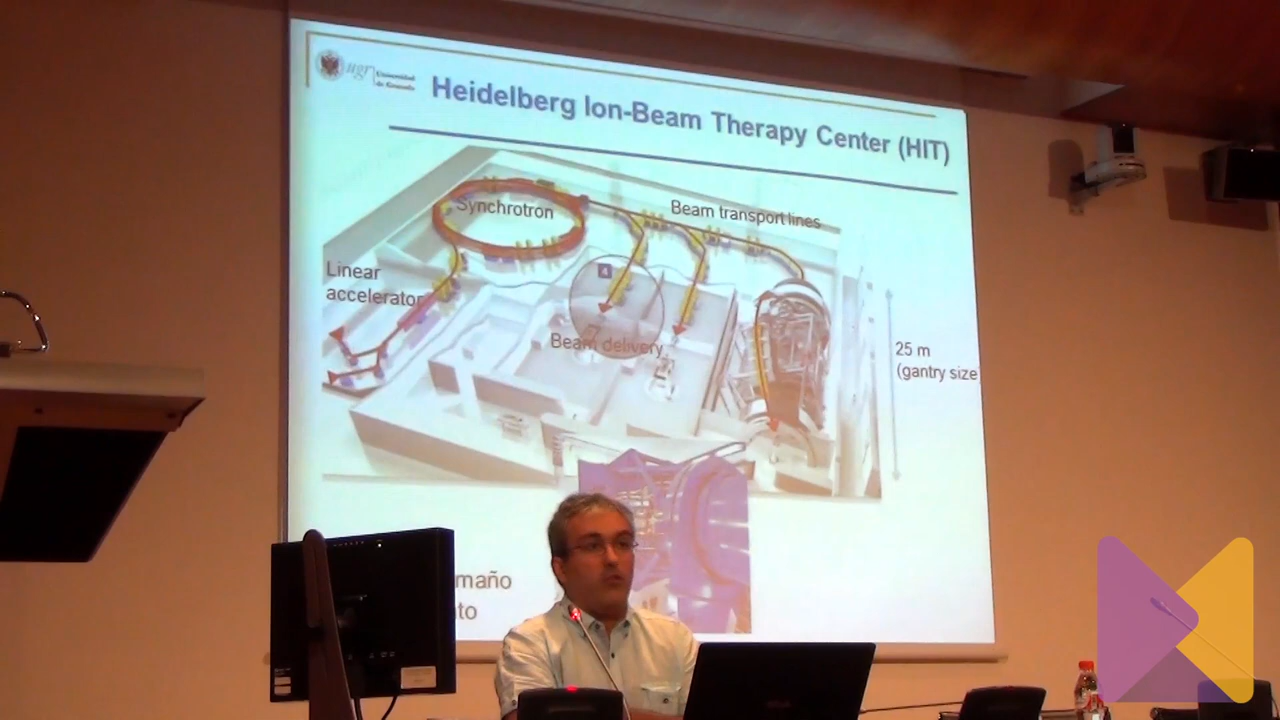 ugr Universidad
de Granada
Heidelberg Ion-Beam Therapy Center (HIT)
Synchrotron
Beam transport lines
Linear
accelerator
4
Beam delivery
25 m
(gantry size
maño
to